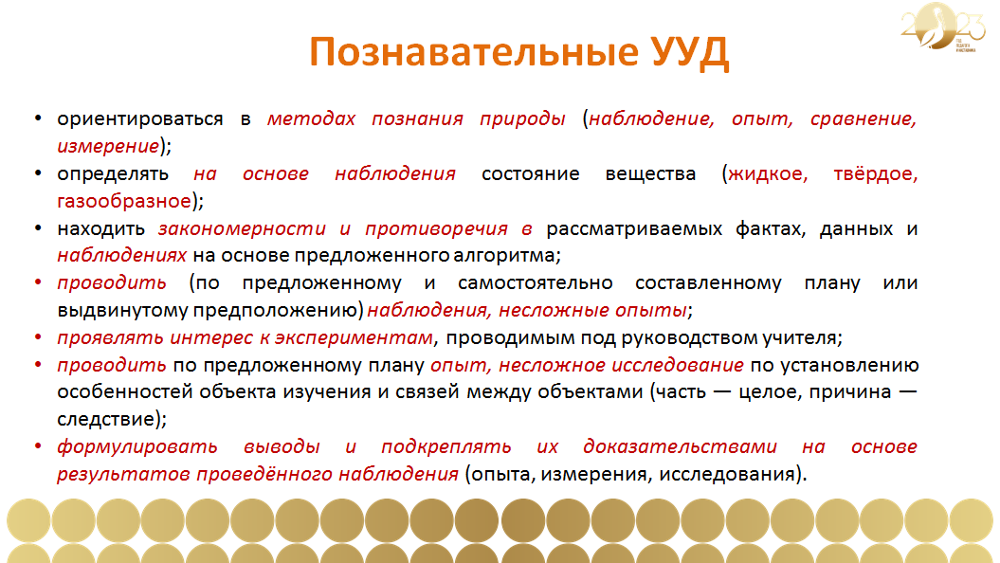 2023
ГОД
ПЕДАГОГА
И НАСТАВНИКА
Познавательные УУД
• ориентироваться в методах познания природы (наблюдение, опыт, сравнение,
измерение);
• определять на основе наблюдения состояние вещества (жидкое, твёрдое,
газообразное);
• находить закономерности и противоречия в рассматриваемых фактах, данных и
наблюдениях на основе предложенного алгоритма;
• проводить (по предложенному и самостоятельно составленному плану или
выдвинутому предположению) наблюдения, несложные опыты;
• проявлять интерес к экспериментам, проводимым под руководством учителя;
• проводить по предложенному плану опыт, несложное исследование по установлению
особенностей объекта изучения и связей между объектами (часть — целое, причина —
следствие);
• формулировать выводы и подкреплять их доказательствами на основе
результатов проведённого наблюдения (опыта, измерения, исследования).